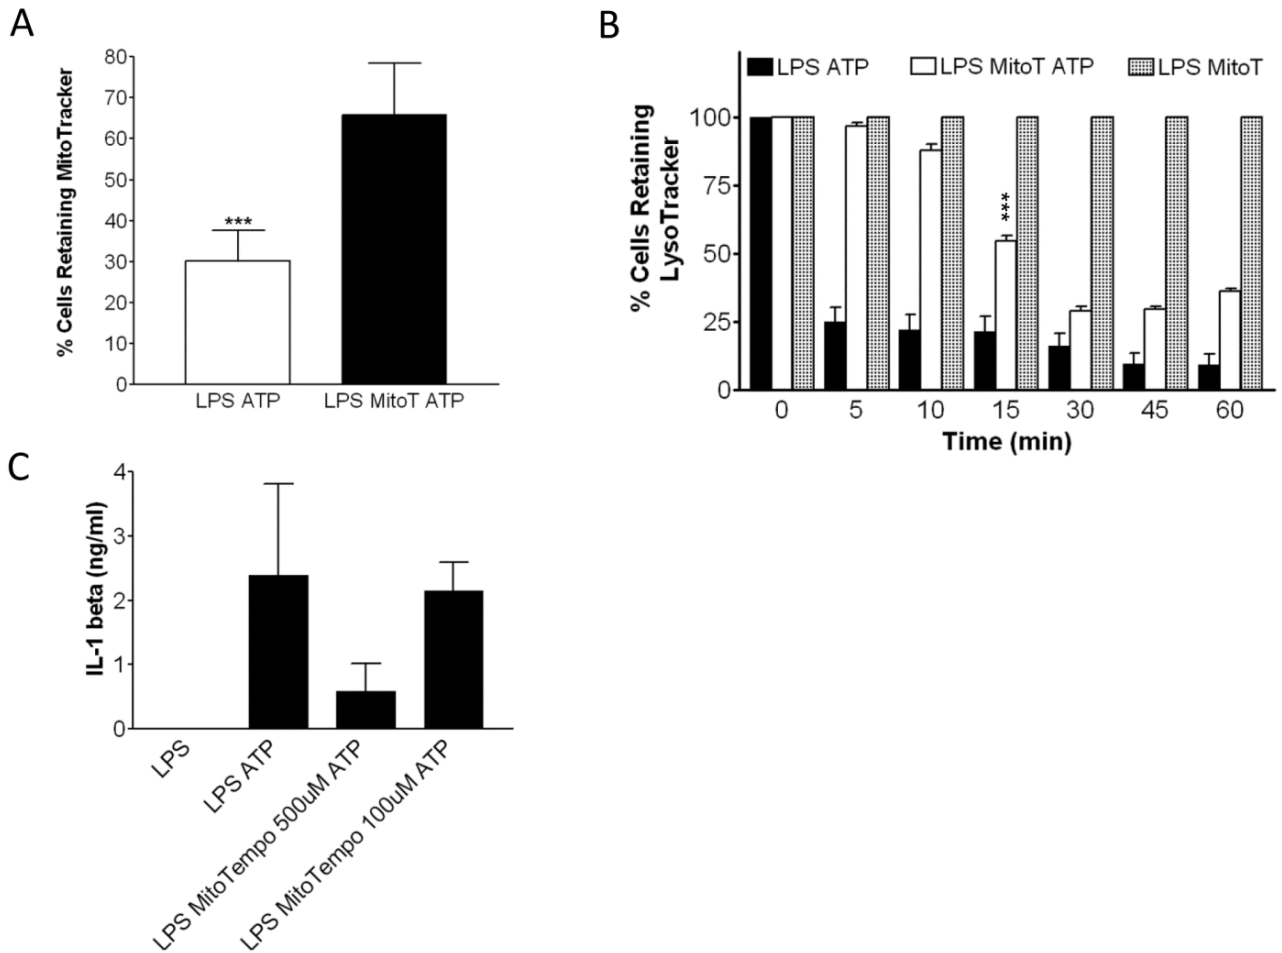 A
80
70
60
50
40
30
20
10
0
% Cells Retaining MitoTracker
***
LPS ATP
LPS MitoT ATP
B
LPS ATP
LPS MitoT ATP
LPS MitoT
100
75
50
25
0
% Cells Retaining
LysoTracker
***
0 5 10 15 30 45 60
Time (min)
C
4
3
2
1
0
IL-1 beta (ng/ml)
LPS
LPS ATP
LPS MitoTempo 500uM ATP
LPS MitoTempo 100uM ATP